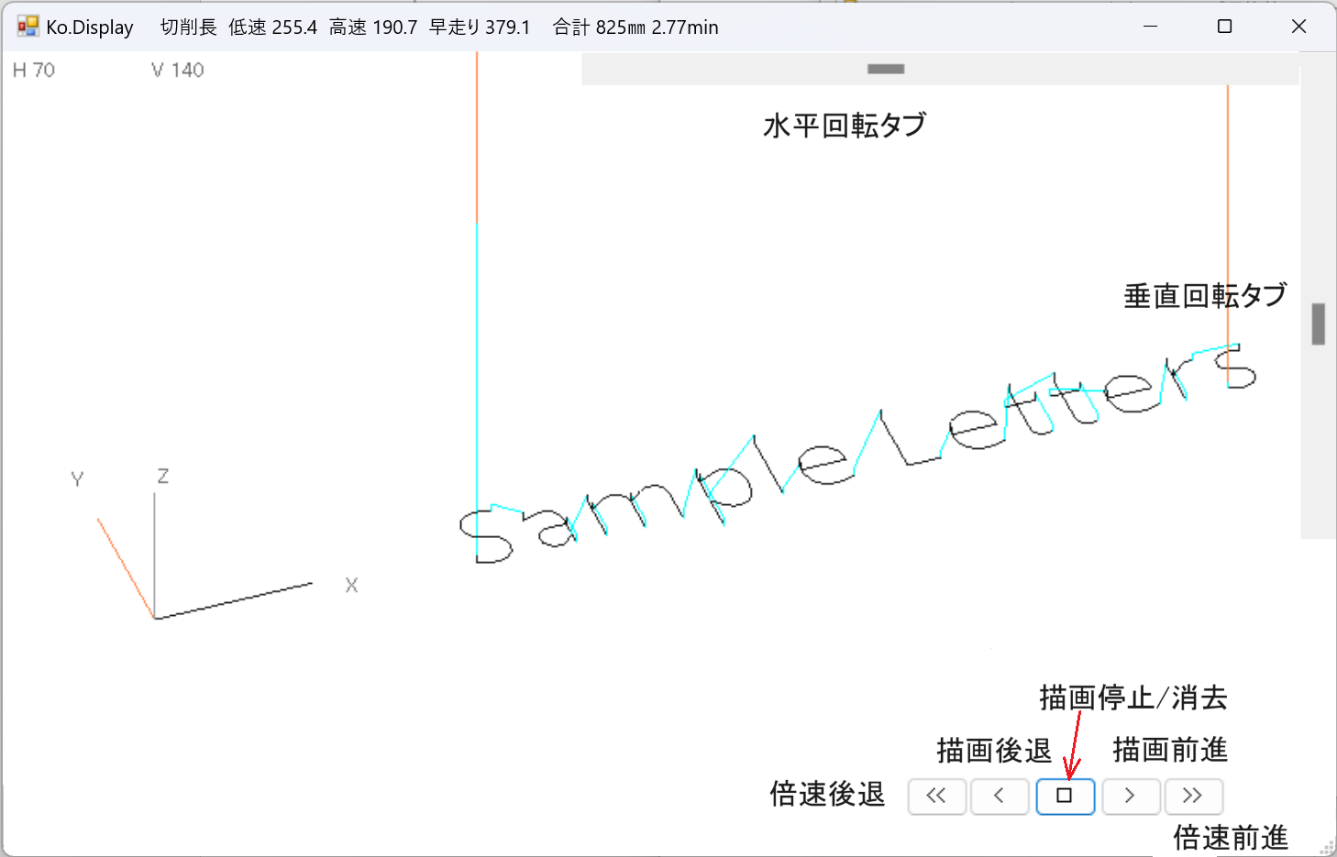 Ko.Display 切削長 低速 255.4 高速 190.7 早走り 379.1 合計 825㎜ 2.77min
H 70 V 140
水平回転タブ
垂直回転タブ
Sample Letters
Y Z
X
描画停止/消去
描画後退 描画前進
倍速後退
倍速前進